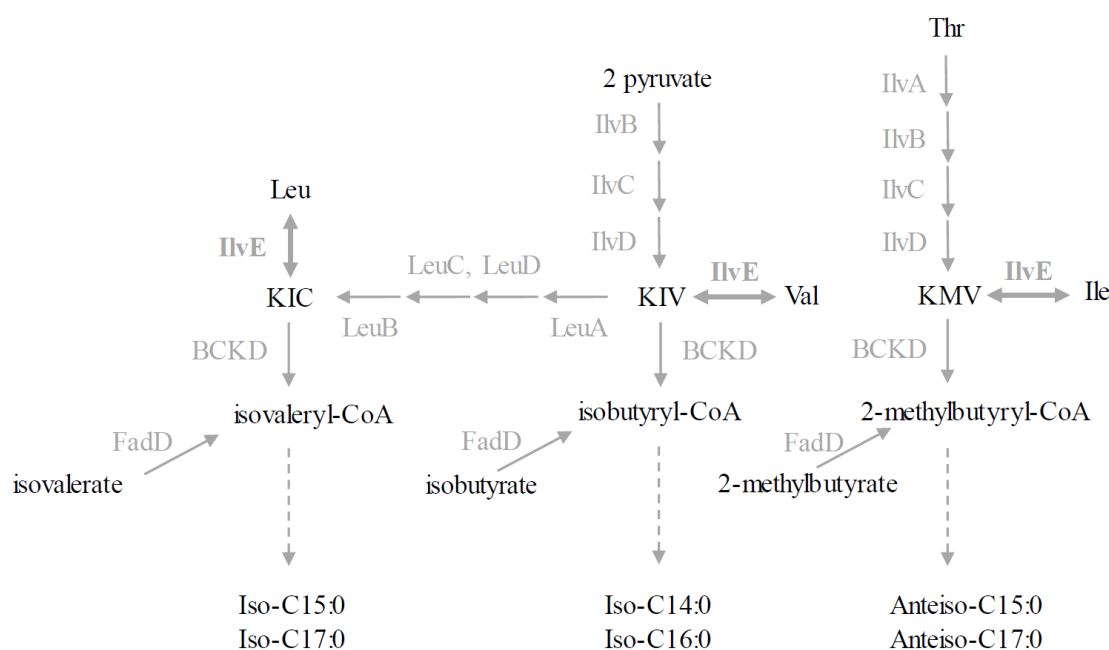 Thr
2 pyruvate
IlvA
IlvB
IlvB
IlvC
IlvC
Leu
IlvD
IlvD
IlvE
LeuC, LeuD
IlvE
IlvE
KIC
KIV
Val
KMV
Ile
LeuB
LeuA
BCKD
BCKD
BCKD
isovaleryl-CoA
isobutyryl-CoA
2-methylbutyryl-CoA
FadD
FadD
FadD
isovalerate
isobutyrate
2-methylbutyrate
Iso-C15:0
Iso-C14:0
Anteiso-C15:0
Iso-C17:0
Iso-C16:0
Anteiso-C17:0